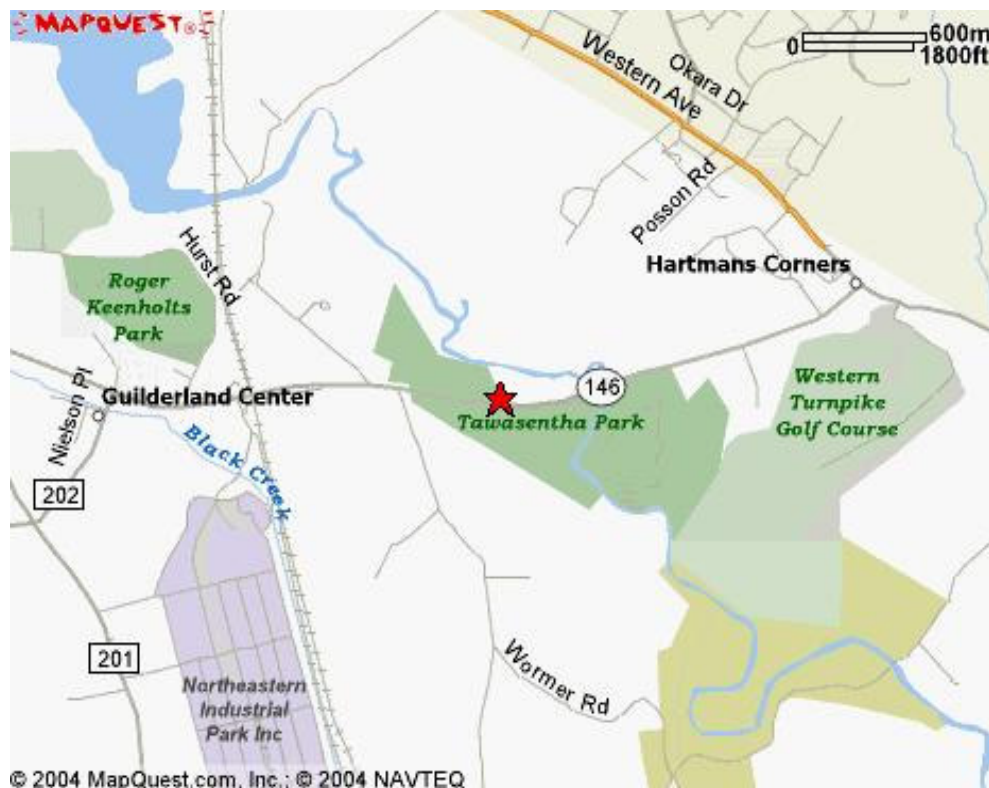 MAPQUEST®
600m
0
1800ft
Western Ave
Okara Dr
Posson Rd
Hurst Rd
Hartmans Corners
Roger
Keenholts
Park
146
Western
Turnpike
Golf Course
Nielson Pl
Guilderland Center
Tawasentha Park
Black Creek
202
201
Wormer Rd
Northeastern
Industrial
Park Inc
© 2004 MapQuest.com, Inc.; © 2004 NAVTEQ